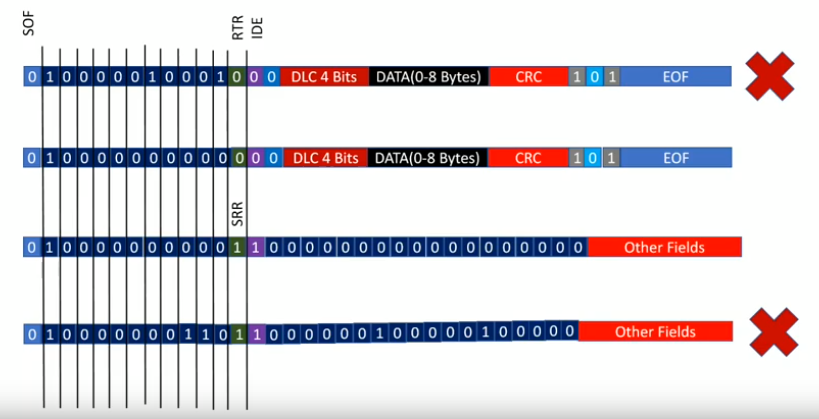 SOF RTR IDE
0 1 0 0 0 0 0 1 0 0 0 1 0 0 0 DLC 4 Bits DATA(0-8 Bytes) CRC 1 0 1 EOF
0 1 0 0 0 0 0 0 0 0 0 0 0 0 0 DLC 4 Bits DATA(0-8 Bytes) CRC 1 0 1 EOF
SRR
0 1 0 0 0 0 0 0 0 0 0 0 1 1 0 0 0 0 0 0 0 0 0 0 0 0 0 0 0 0 0 0 Other Fields
0 1 0 0 0 0 0 0 0 1 1 0 1 1 0 0 0 0 0 0 1 0 0 0 0 0 1 0 0 0 0 0 Other Fields